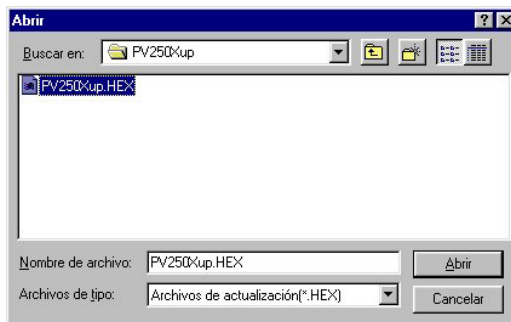 Abrir
Buscar en: PV250Xup
PV250Xup.HEX
Nombre de archivo: PV250Xup.HEX Abrir
Archivos de tipo: Archivos de actualización(*.HEX) Cancelar